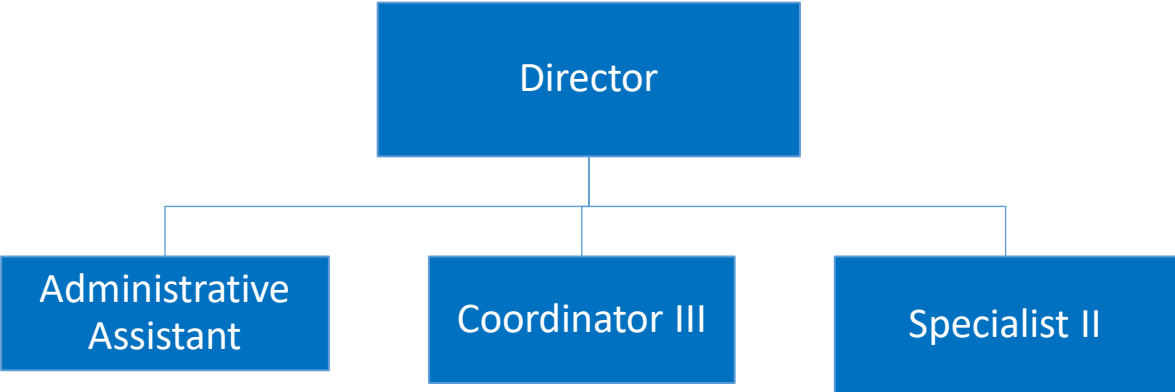 Director
Administrative
Assistant
Coordinator III
Specialist II